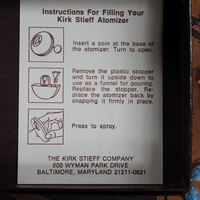 Instructions For Filling Your
Kirk Stieff Atomizer
Insert a coin at the base of
the atomizer. Turn to open.
Remove the plastic stopper
and turn it upside down to
use as a funnel for pouring.
Replace the stopper. Re-
place the atomizer back by
snapping it firmly in place.
Press to spray.
THE KIRK STIEFF COMPANY
800 WYMAN PARK DRIVE
BALTIMORE, MARYLAND 21211-0821